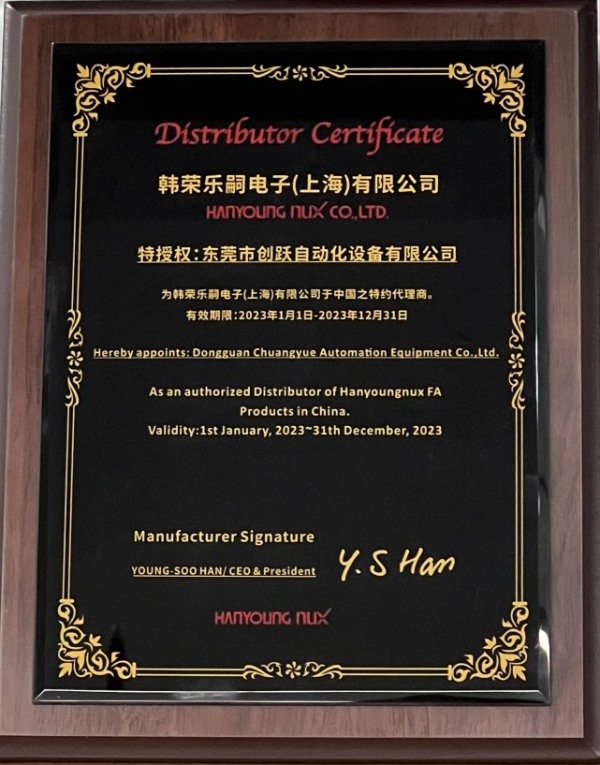 Distributor Certificate
韩荣乐嗣电子(上海)有限公司
HANYOUNG NUX CO.,LTD.
特授权：东莞市创跃自动化设备有限公司
为韩荣乐嗣电子(上海)有限公司于中国之特约代理商。
有效期限：2023年1月1日-2023年12月31日
Hereby appoints: Dongguan Chuangyue Automation Equipment Co.,Ltd.
As an authorized Distributor of Hanyoungnux FA
Products in China.
Validity:1st January, 2023~31th December, 2023
Manufacturer Signature
YOUNG-SOO HAN/ CEO & President
Y.S Han
HANYOUNG NUX